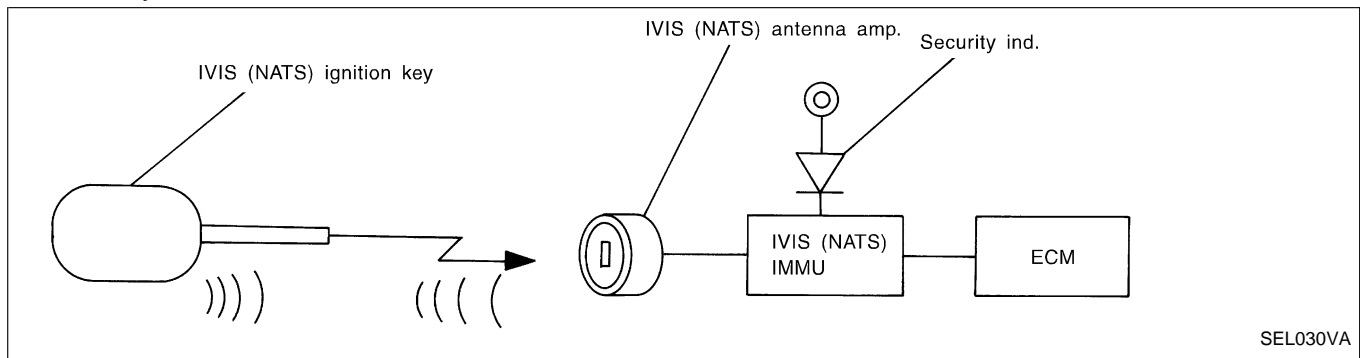 IVIS (NATS) antenna amp.
Security ind.
IVIS (NATS) ignition key
IVIS (NATS)
IMMU
ECM
SEL030VA